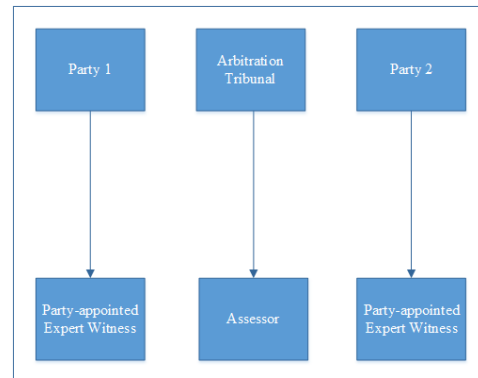 Party 1
Arbitration
Tribunal
Party 2
Party-appointed
Expert Witness
Assessor
Party-appointed
Expert Witness